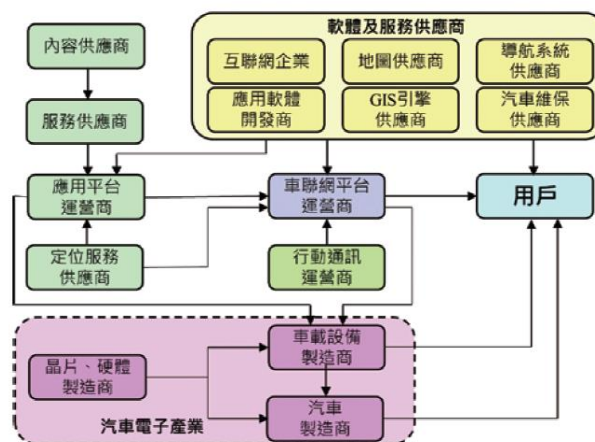 軟體及服務供應商
內容供應商
互聯網企業
地圖供應商
導航系統
供應商
服務供應商
應用軟體
開發商
GIS引擎
供應商
汽車維保
供應商
應用平台
運營商
車聯網平台
運營商
用戶
定位服務
供應商
行動通訊
運營商
晶片、硬體
製造商
車載設備
製造商
汽車
製造商
汽車電子產業